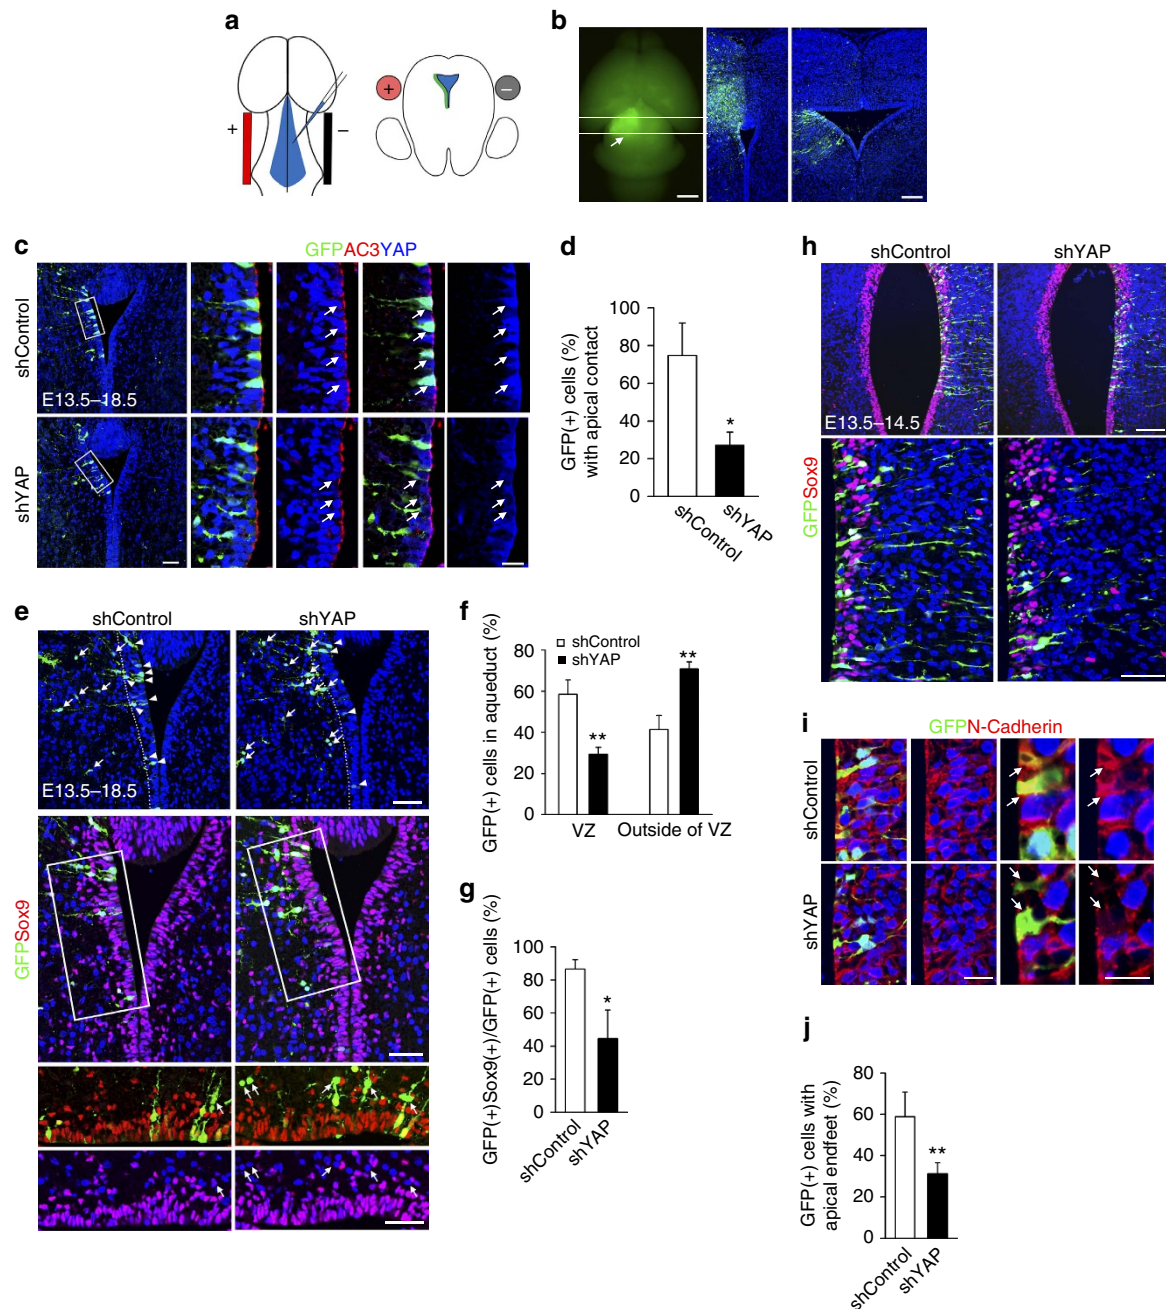 a
+
−
+
−
b
c
GFPAC3YAP
shControl
E13.5–18.5
shYAP
d
GFP(+) cells (%)
with apical contact
100
80
60
40
20
0
*
shControl
shYAP
e
shControl
shYAP
E13.5–18.5
GFPSox9
f
GFP(+) cells in aqueduct (%)
80
60
40
20
0
shControl
shYAP
**
**
VZ
Outside of VZ
g
GFP(+)Sox9(+)/GFP(+) cells (%)
100
80
60
40
20
0
*
shControl
shYAP
h
shControl
shYAP
E13.5–14.5
GFPSox9
i
GFPN-Cadherin
shControl
shYAP
j
GFP(+) cells with
apical endfeet (%)
80
60
40
20
0
**
shControl
shYAP